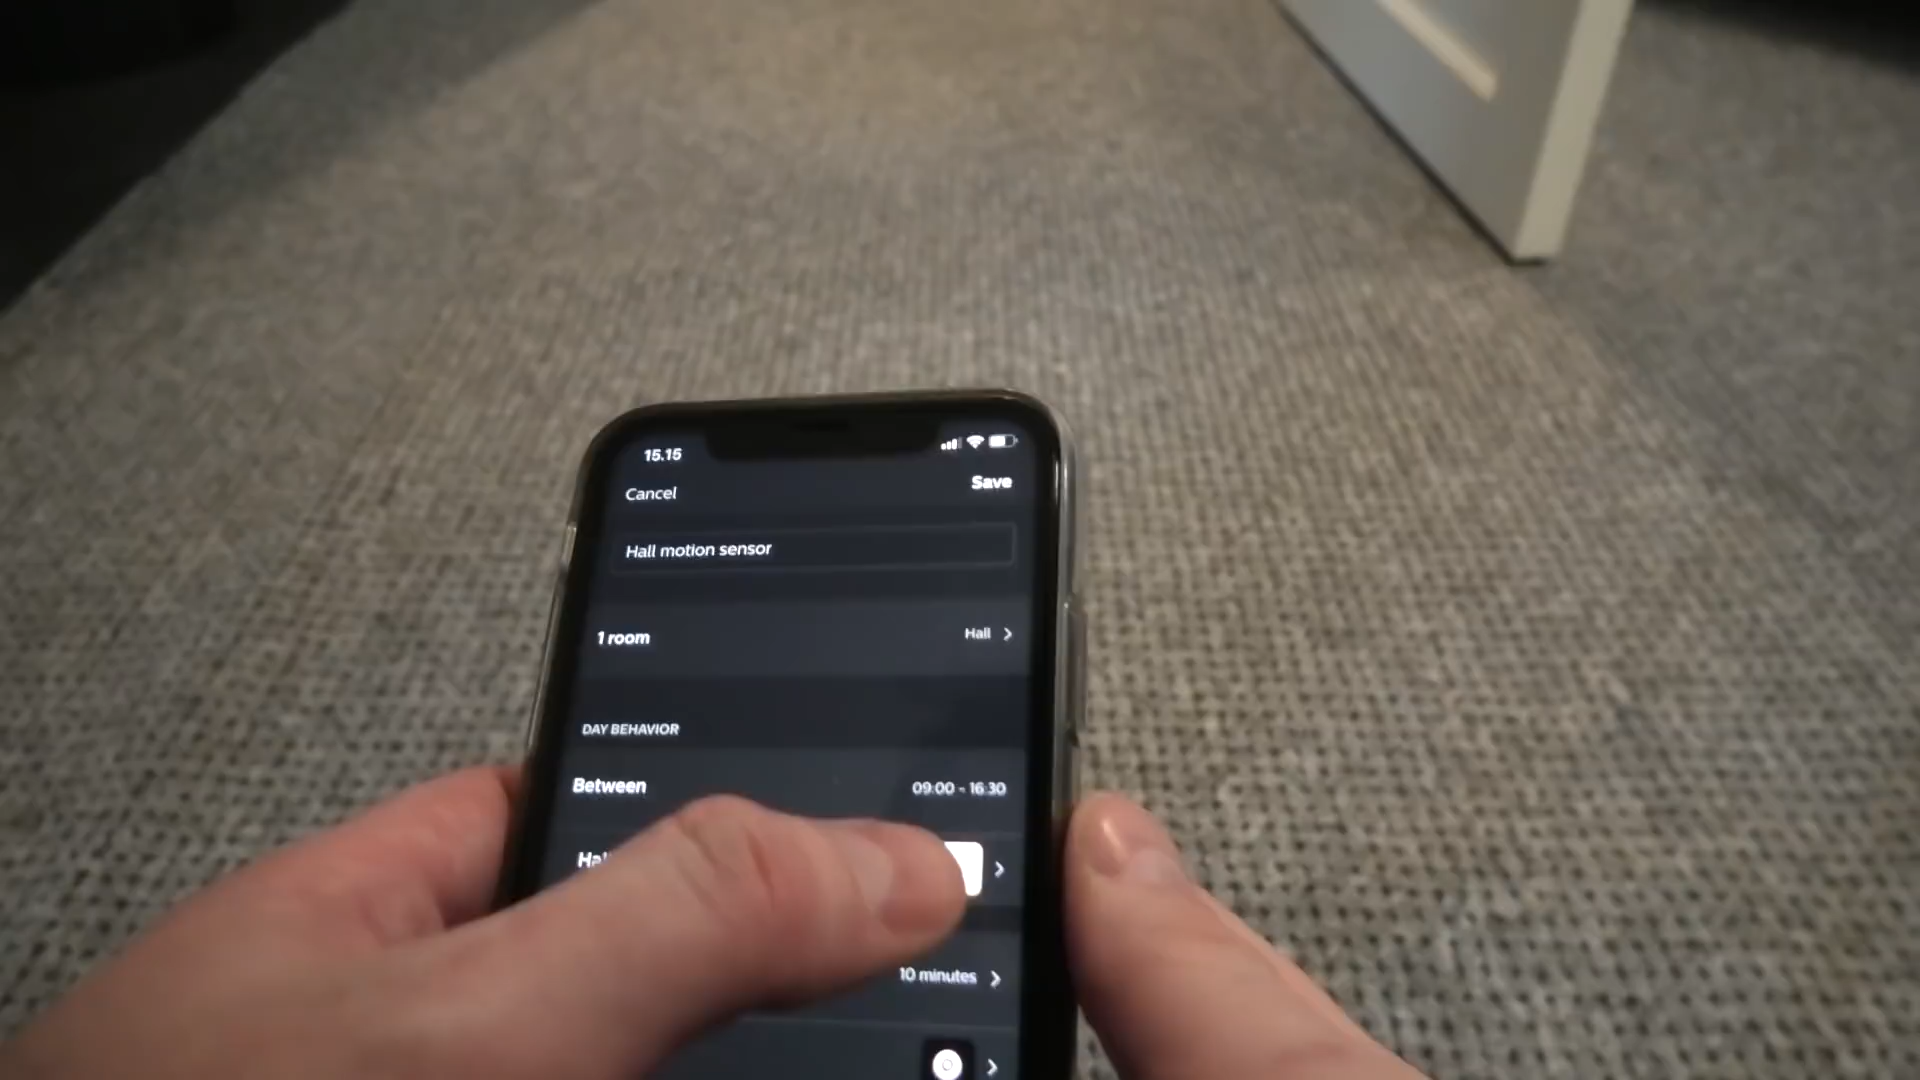 15.15
Cancel
Save
Hall motion sensor
1 room
Hall
DAY BEHAVIOR
Between
09:00 - 16:30
10 minutes